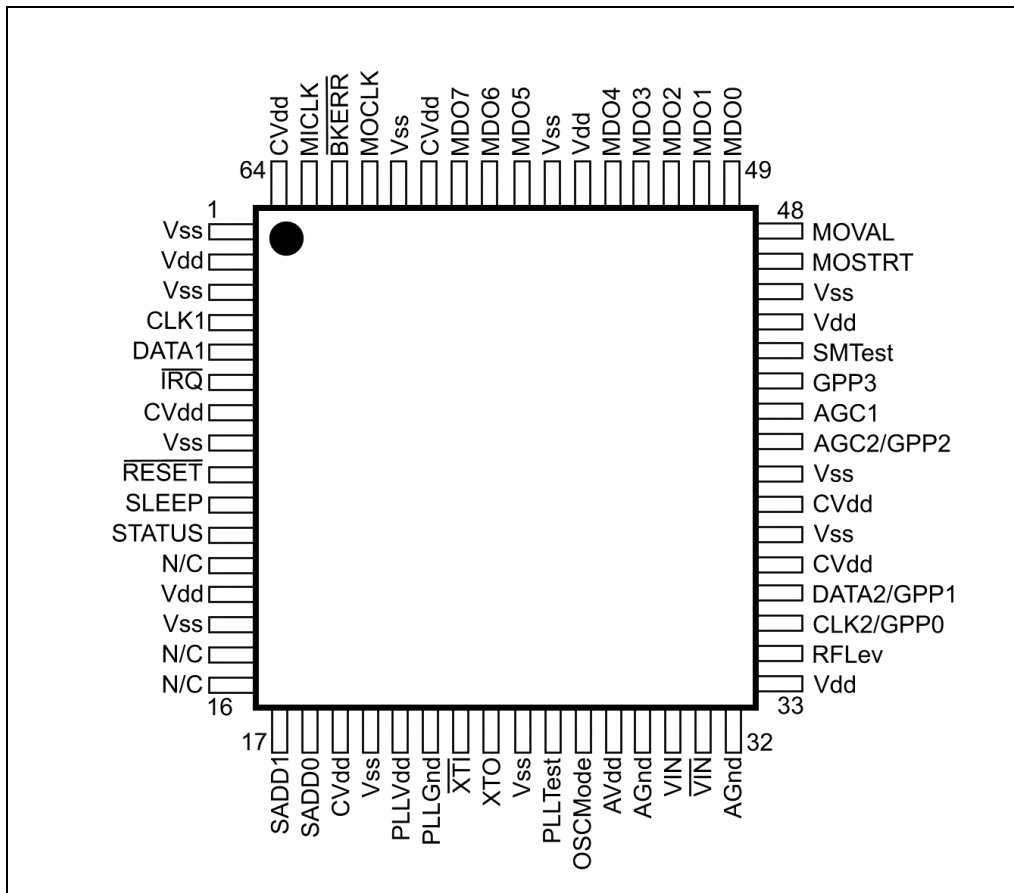 CVdd
MICLK
BKERR
MOCLK
Vss
CVdd
MDO7
MDO6
MDO5
Vss
Vdd
MDO4
MDO3
MDO2
MDO1
MDO0
64
49
1
48
Vss
MOVAL
Vdd
MOSTRT
Vss
Vss
CLK1
Vdd
DATA1
SMTest
IRQ
GPP3
CVdd
AGC1
Vss
AGC2/GPP2
RESET
Vss
SLEEP
CVdd
STATUS
Vss
N/C
CVdd
Vdd
DATA2/GPP1
Vss
CLK2/GPP0
N/C
RFLev
N/C
Vdd
16
33
17
32
SADD1
SADD0
CVdd
Vss
PLLVdd
PLLGnd
XTI
XTO
Vss
PLLTest
OSCMode
AVdd
AGnd
VIN
VIN
AGnd